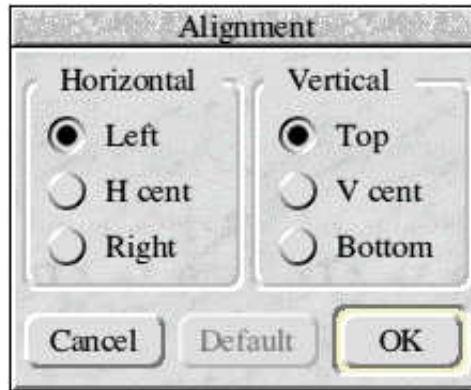 Alignment
Horizontal
Left
H cent
Right
Vertical
Top
V cent
Bottom
Cancel Default OK